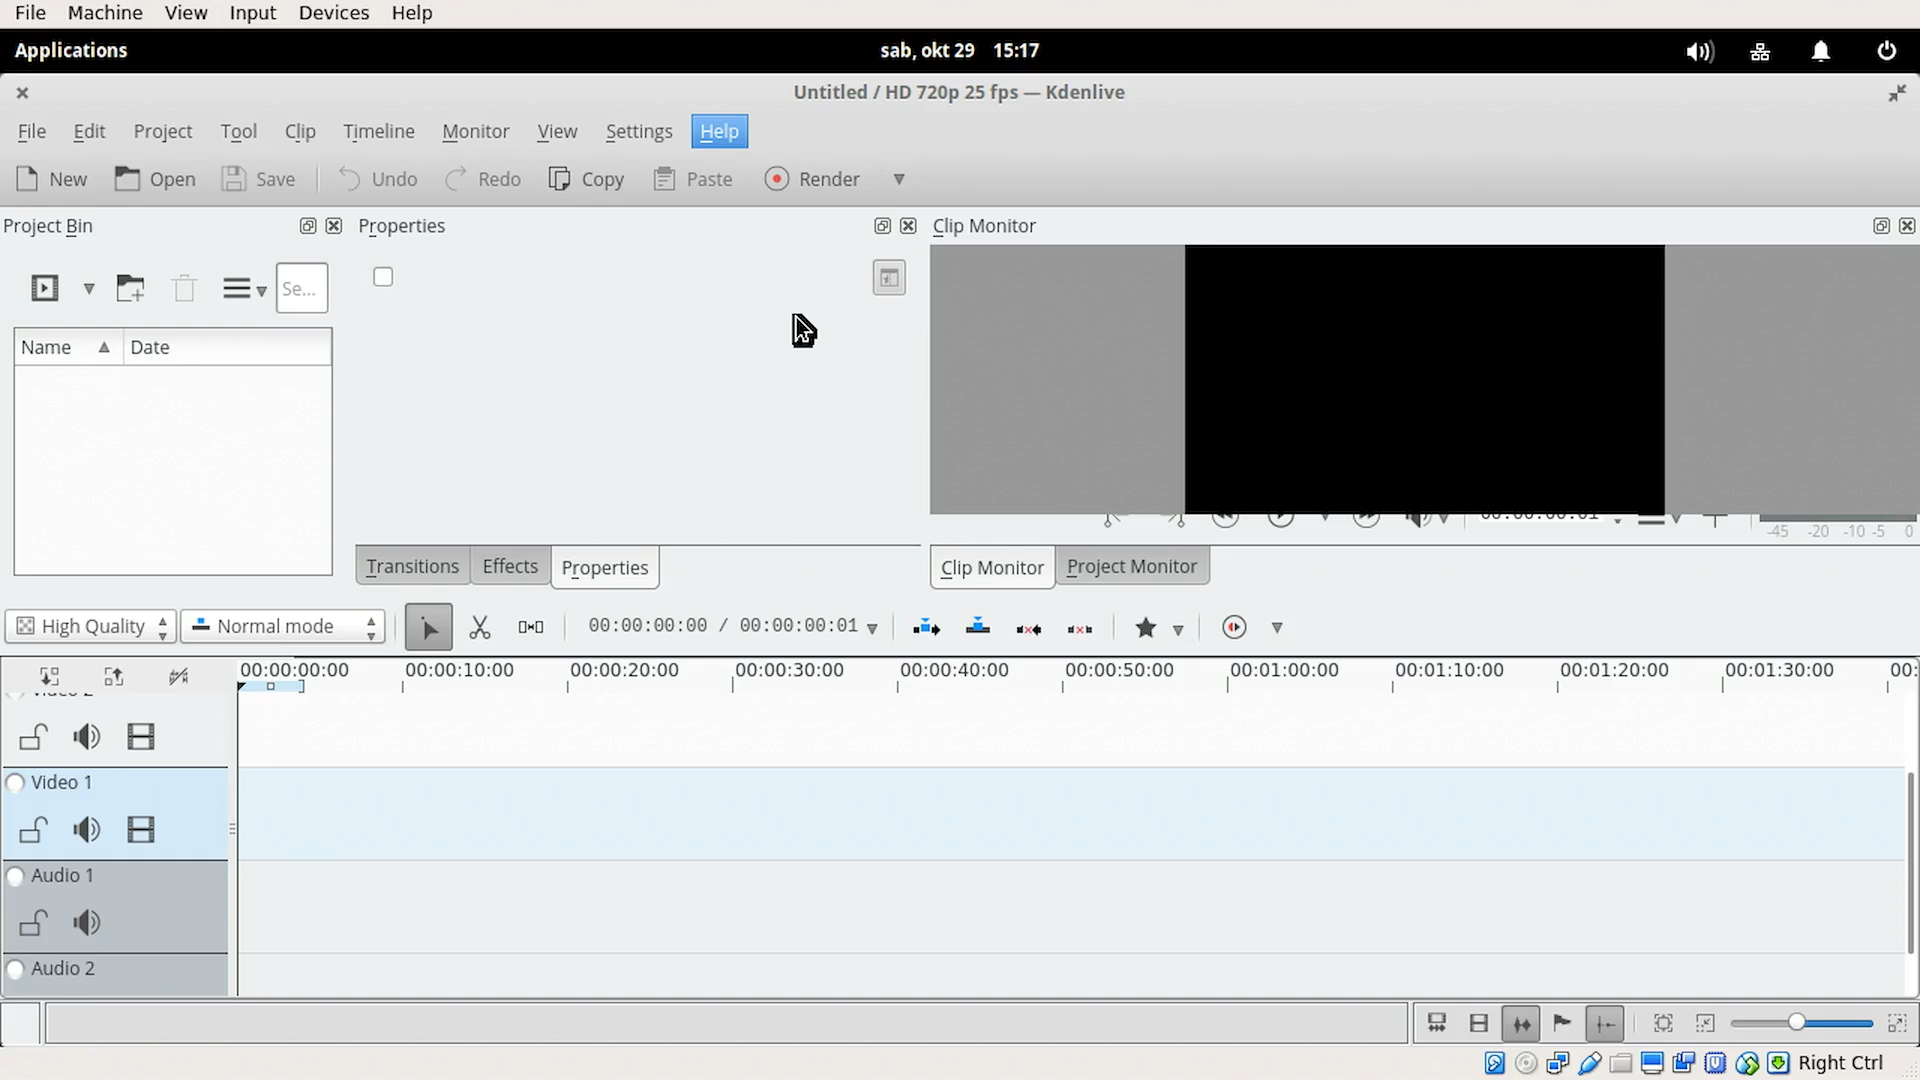 File Machine View Input Devices Help
Applications sab, okt 29 15:17
Untitled / HD 720p 25 fps — Kdenlive
File Edit Project Tool Clip Timeline Monitor View Settings Help
New Open Save Undo Redo Copy Paste Render
Project Bin Properties Clip Monitor
Se...
Name Date
-45 -20 -10 -5 0
Transitions Effects Properties Clip Monitor Project Monitor
High Quality Normal mode 00:00:00:00 / 00:00:00:01
00:00:00:00 00:00:10:00 00:00:20:00 00:00:30:00 00:00:40:00 00:00:50:00 00:01:00:00 00:01:10:00 00:01:20:00 00:01:30:00 00:
Video 1
Audio 1
Audio 2
Right Ctrl